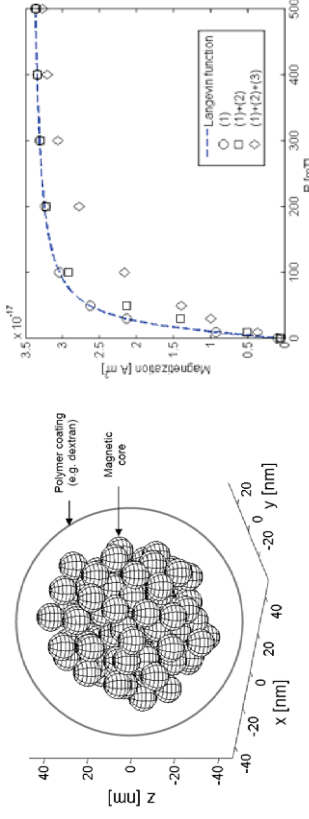 Polymer coating
(e.g. dextran)
Magnetic
core
z [nm]
40
20
0
-20
-40
-40
-20
0
20
40
x [nm]
-20
0
20
y [nm]
x 10^-17
3.5
3
2.5
2
1.5
1
0.5
0
Magnetization [A m²]
0
100
200
300
400
500
B [mT]
Langevin function
(1)
(1)+(2)
(1)+(2)+(3)